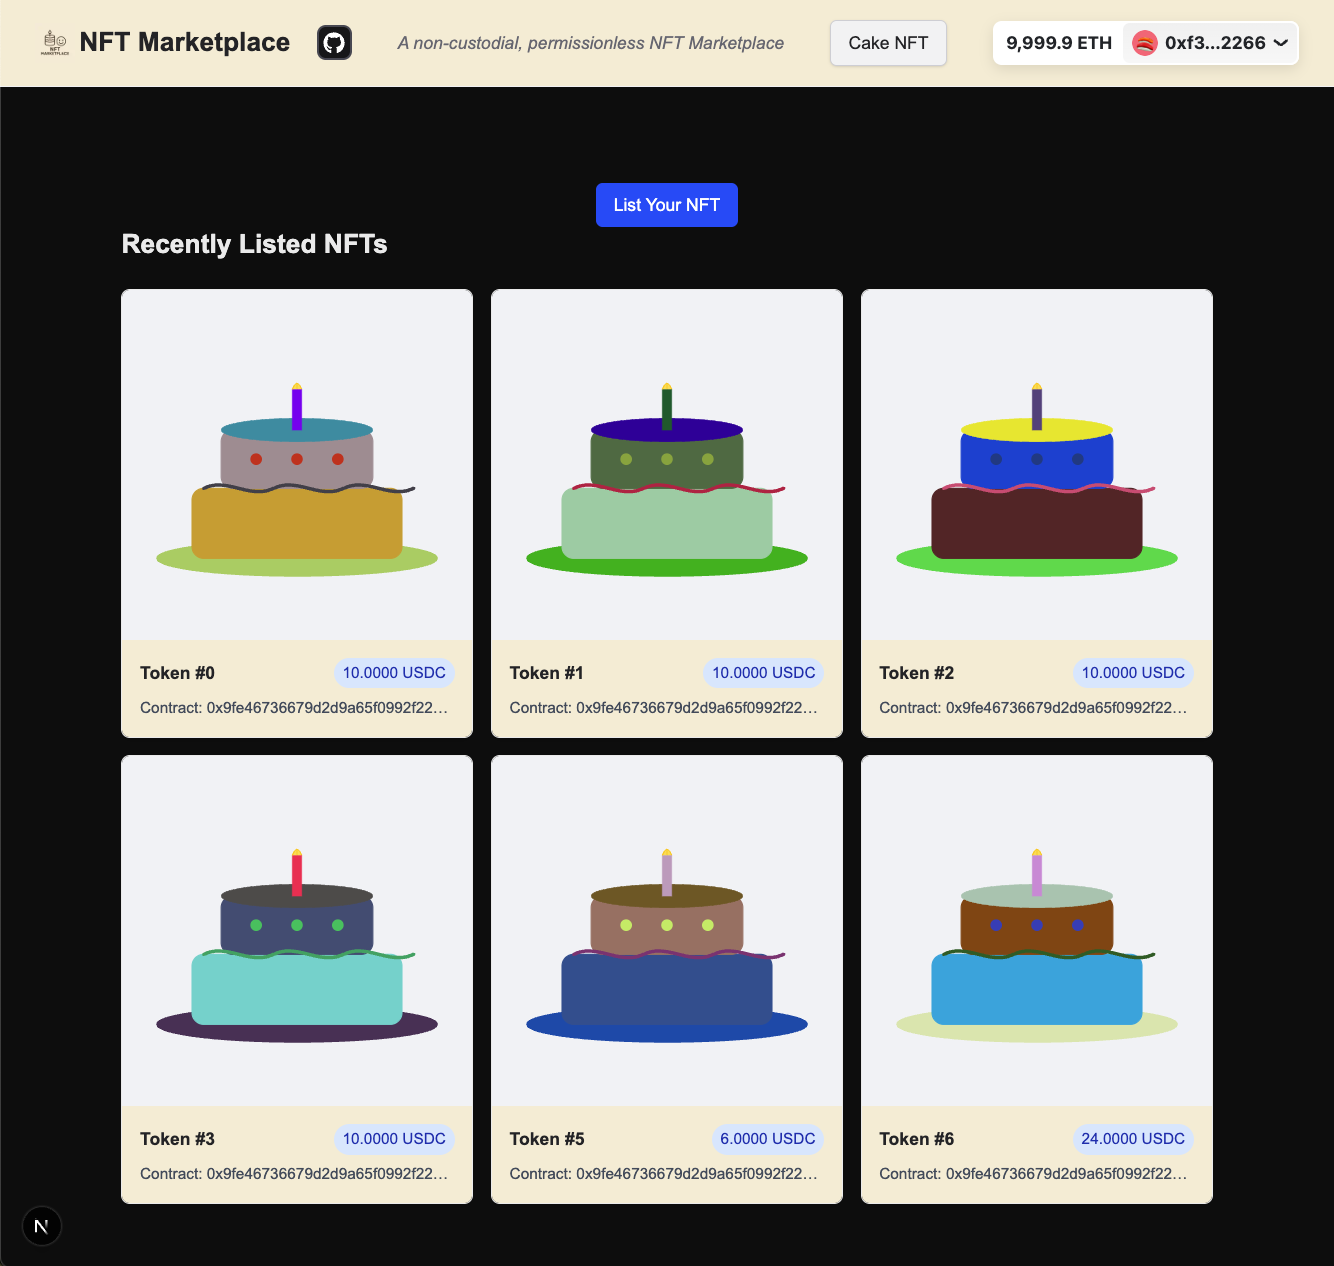 NFT MARKETPLACE
NFT Marketplace
A non-custodial, permissionless NFT Marketplace
Cake NFT
9,999.9 ETH
0xf3...2266
List Your NFT
Recently Listed NFTs
Token #0
10.0000 USDC
Contract: 0x9fe46736679d2d9a65f0992f22...
Token #1
10.0000 USDC
Contract: 0x9fe46736679d2d9a65f0992f22...
Token #2
10.0000 USDC
Contract: 0x9fe46736679d2d9a65f0992f22...
Token #3
10.0000 USDC
Contract: 0x9fe46736679d2d9a65f0992f22...
Token #5
6.0000 USDC
Contract: 0x9fe46736679d2d9a65f0992f22...
Token #6
24.0000 USDC
Contract: 0x9fe46736679d2d9a65f0992f22...
N